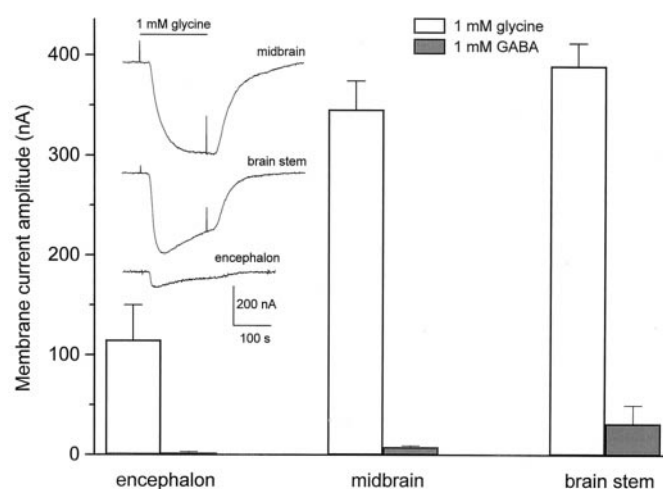 1 mM glycine
1 mM GABA
1 mM glycine
midbrain
brain stem
encephalon
200 nA
100 s
Membrane current amplitude (nA)
400
300
200
100
0
encephalon
midbrain
brain stem